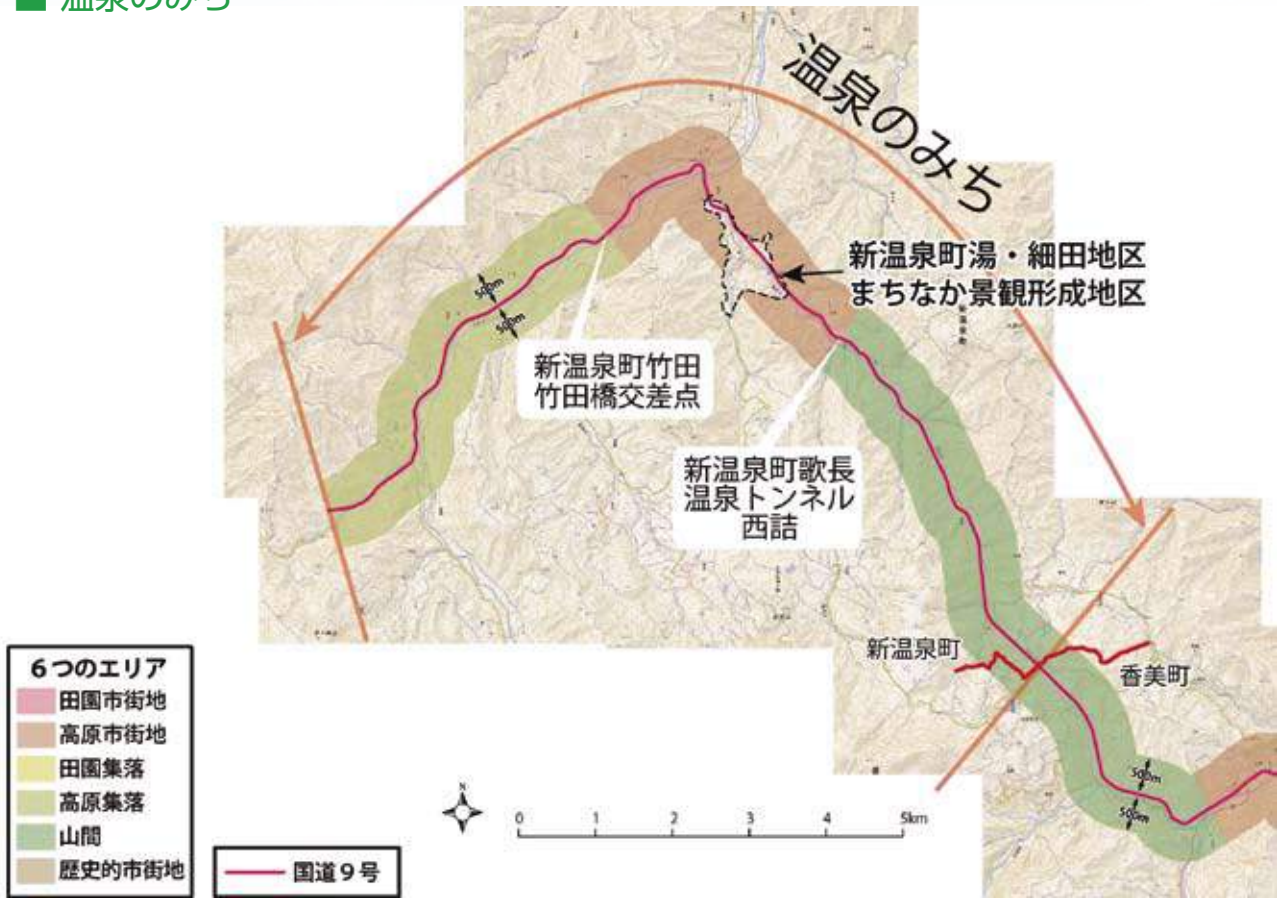 ■ 温泉のみち
温泉のみち
新温泉町湯・細田地区
まちなか景観形成地区
500m
500m
新温泉町竹田
竹田橋交差点
新温泉町歌長
温泉トンネル
西詰
新温泉町
香美町
500m
500m
6つのエリア
田園市街地
高原市街地
田園集落
高原集落
山間
歴史的市街地
国道9号
N
0 1 2 3 4 5km